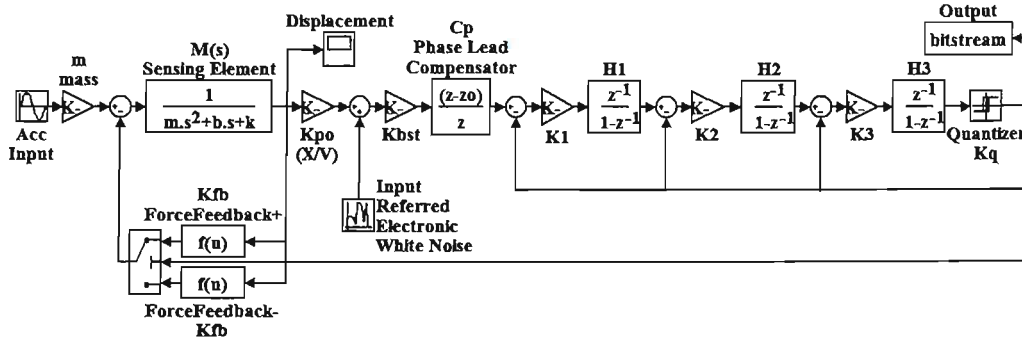 Displacement
Output
bitstream
Cp
Phase Lead
Compensator
(z-zo)
z
M(s)
Sensing Element
1
m.s²+b.s+k
m
mass
K-
Acc
Input
+-
K-
Kpo
(X/V)
K-
Kbst
H1
z⁻¹
1-z⁻¹
H2
z⁻¹
1-z⁻¹
H3
z⁻¹
1-z⁻¹
K-
K1
K-
K2
K-
K3
Quantizer
Kq
Input
Referred
Electronic
White Noise
Kfb
ForceFeedback+
f(u)
f(u)
ForceFeedback-
Kfb